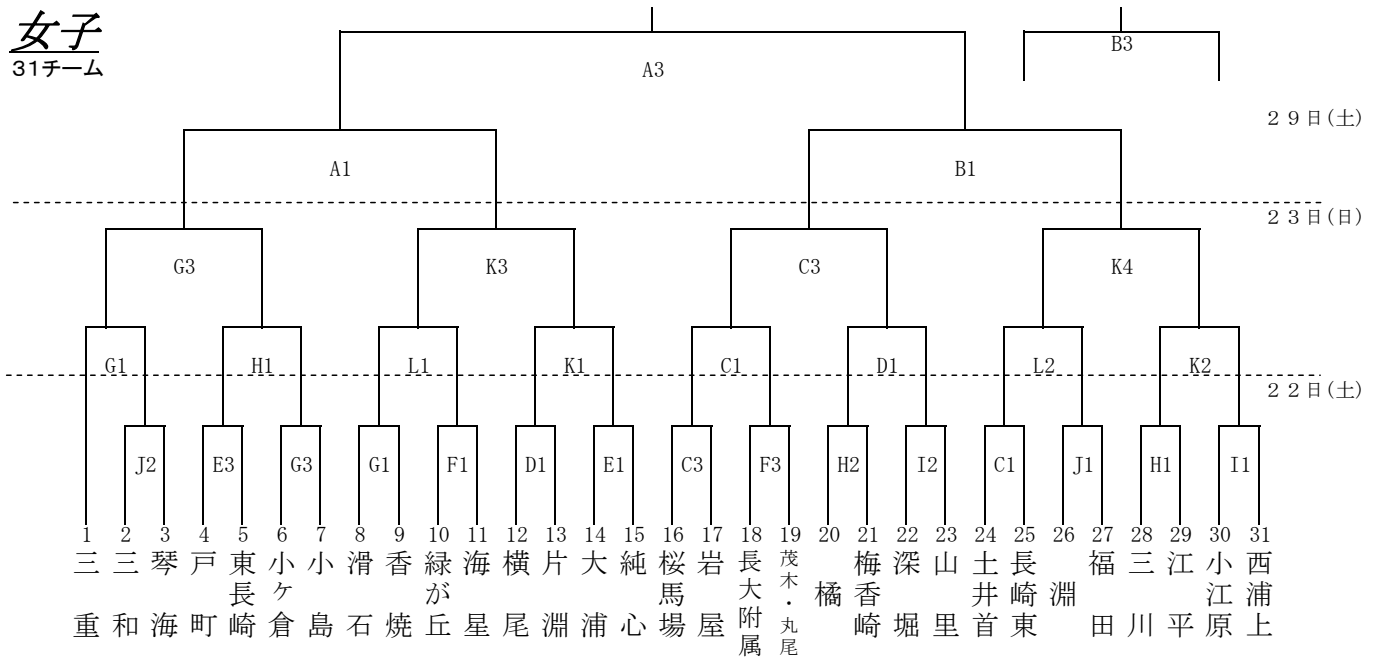 女子
31チーム
B3
A3
29日(土)
A1
B1
23日(日)
G3
K3
C3
K4
G1
H1
L1
K1
C1
D1
L2
K2
22日(土)
J2
E3
G3
G1
F1
D1
E1
C3
F3
H2
I2
C1
J1
H1
I1
1 2 3 4 5 6 7 8 9 10 11 12 13 14 15 16 17 18 19 20 21 22 23 24 25 26 27 28 29 30 31
三重
三和
琴海
戸町
東長崎
小ケ倉
小島
滑石
香焼
緑が丘
海星
横尾
片淵
大浦
純心
桜馬場
岩屋
長大附属
茂木・丸尾
橘
梅香崎
深堀
山里
土井首
長崎東
淵
福田
三川
江平
小江原
西浦上